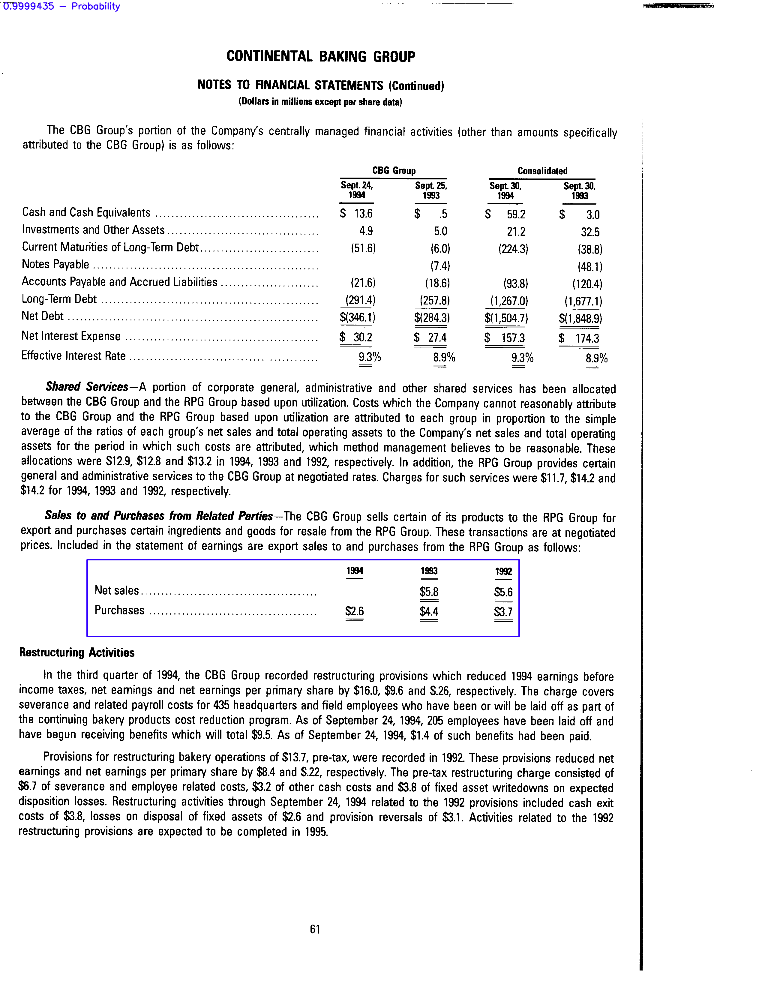 0.9999435 - Probability
CONTINENTAL BAKING GROUP
NOTES TO FINANCIAL STATEMENTS (Continued)
(Dollars in millions except per share data)
The CBG Group's portion of the Company's centrally managed financial activities (other than amounts specifically
attributed to the CBG Group) is as follows:
CBG Group Consolidated
Sept. 24, Sept. 25, Sept. 30, Sept. 30,
1994 1993 1994 1993
Cash and Cash Equivalents $ 13.6 $ .5 $ 59.2 $ 3.0
Investments and Other Assets 4.9 5.0 21.2 32.5
Current Maturities of Long-Term Debt (51.6) (6.0) (224.3) (38.8)
Notes Payable (7.4) (48.1)
Accounts Payable and Accrued Liabilities (21.6) (18.6) (93.8) (120.4)
Long-Term Debt (291.4) (257.8) (1,267.0) (1,677.1)
Net Debt $(346.1) $(284.3) $(1,504.7) $(1,848.9)
Net Interest Expense $ 30.2 $ 27.4 $ 157.3 $ 174.3
Effective Interest Rate 9.3% 8.9% 9.3% 8.9%
Shared Services—A portion of corporate general, administrative and other shared services has been allocated
between the CBG Group and the RPG Group based upon utilization. Costs which the Company cannot reasonably attribute
to the CBG Group and the RPG Group based upon utilization are attributed to each group in proportion to the simple
average of the ratios of each group's net sales and total operating assets to the Company's net sales and total operating
assets for the period in which such costs are attributed, which method management believes to be reasonable. These
allocations were $12.9, $12.8 and $13.2 in 1994, 1993 and 1992, respectively. In addition, the RPG Group provides certain
general and administrative services to the CBG Group at negotiated rates. Charges for such services were $11.7, $14.2 and
$14.2 for 1994, 1993 and 1992, respectively.
Sales to and Purchases from Related Parties—The CBG Group sells certain of its products to the RPG Group for
export and purchases certain ingredients and goods for resale from the RPG Group. These transactions are at negotiated
prices. Included in the statement of earnings are export sales to and purchases from the RPG Group as follows:
1994 1993 1992
Net sales $5.8 $5.6
Purchases $2.6 $4.4 $3.7
Restructuring Activities
In the third quarter of 1994, the CBG Group recorded restructuring provisions which reduced 1994 earnings before
income taxes, net earnings and net earnings per primary share by $16.0, $9.6 and $.26, respectively. The charge covers
severance and related payroll costs for 435 headquarters and field employees who have been or will be laid off as part of
the continuing bakery products cost reduction program. As of September 24, 1994, 205 employees have been laid off and
have begun receiving benefits which will total $9.5. As of September 24, 1994, $1.4 of such benefits had been paid.
Provisions for restructuring bakery operations of $13.7, pre-tax, were recorded in 1992. These provisions reduced net
earnings and net earnings per primary share by $8.4 and $.22, respectively. The pre-tax restructuring charge consisted of
$6.7 of severance and employee related costs, $3.2 of other cash costs and $3.8 of fixed asset writedowns on expected
disposition losses. Restructuring activities through September 24, 1994 related to the 1992 provisions included cash exit
costs of $3.8, losses on disposal of fixed assets of $2.6 and provision reversals of $3.1. Activities related to the 1992
restructuring provisions are expected to be completed in 1995.
61